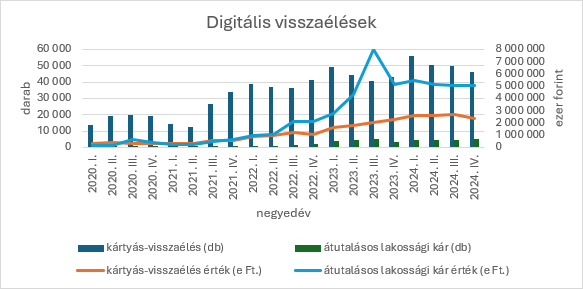 Digitális visszaélések
60 000
50 000
40 000
30 000
20 000
10 000
0
darab
8 000 000
7 000 000
6 000 000
5 000 000
4 000 000
3 000 000
2 000 000
1 000 000
0
ezer forint
2020. I.
2020. II.
2020. III.
2020. IV.
2021. I.
2021. II.
2021. III.
2021. IV.
2022. I.
2022. II.
2022. III.
2022. IV.
2023. I.
2023. II.
2023. III.
2023. IV.
2024. I.
2024. II.
2024. III.
2024. IV.
negyedév
kártyás-visszaélés (db)
átutalásos lakossági kár (db)
kártyás-visszaélés érték (e Ft.)
átutalásos lakossági kár érték (e Ft.)